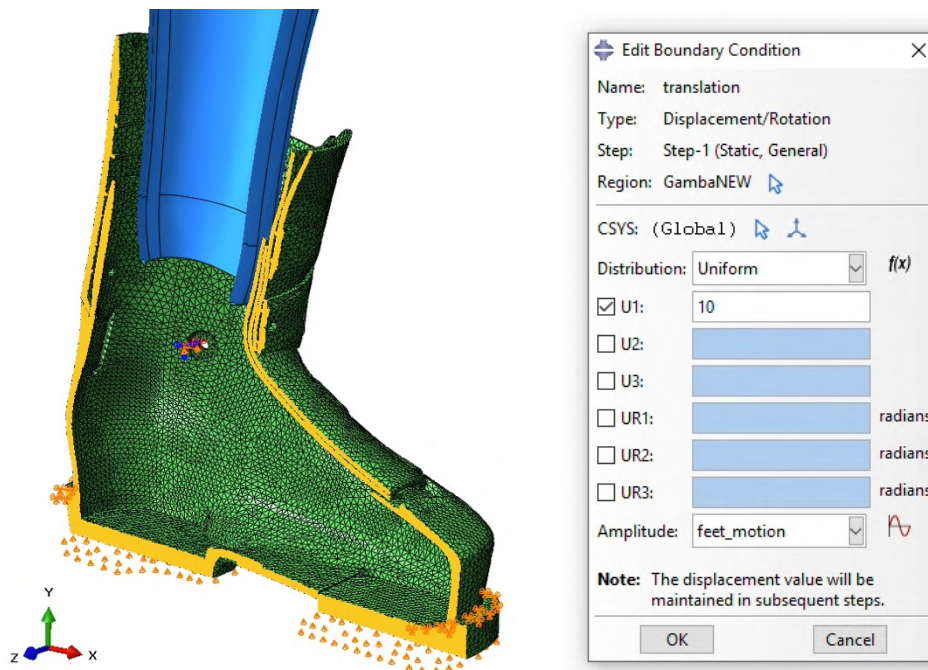 Edit Boundary Condition
Name: translation
Type: Displacement/Rotation
Step: Step-1 (Static, General)
Region: GambaNEW
CSYS: (Global)
Distribution: Uniform f(x)
U1: 10
U2:
U3:
UR1: radians
UR2: radians
UR3: radians
Amplitude: feet_motion
Note: The displacement value will be
maintained in subsequent steps.
OK Cancel
Y
Z X